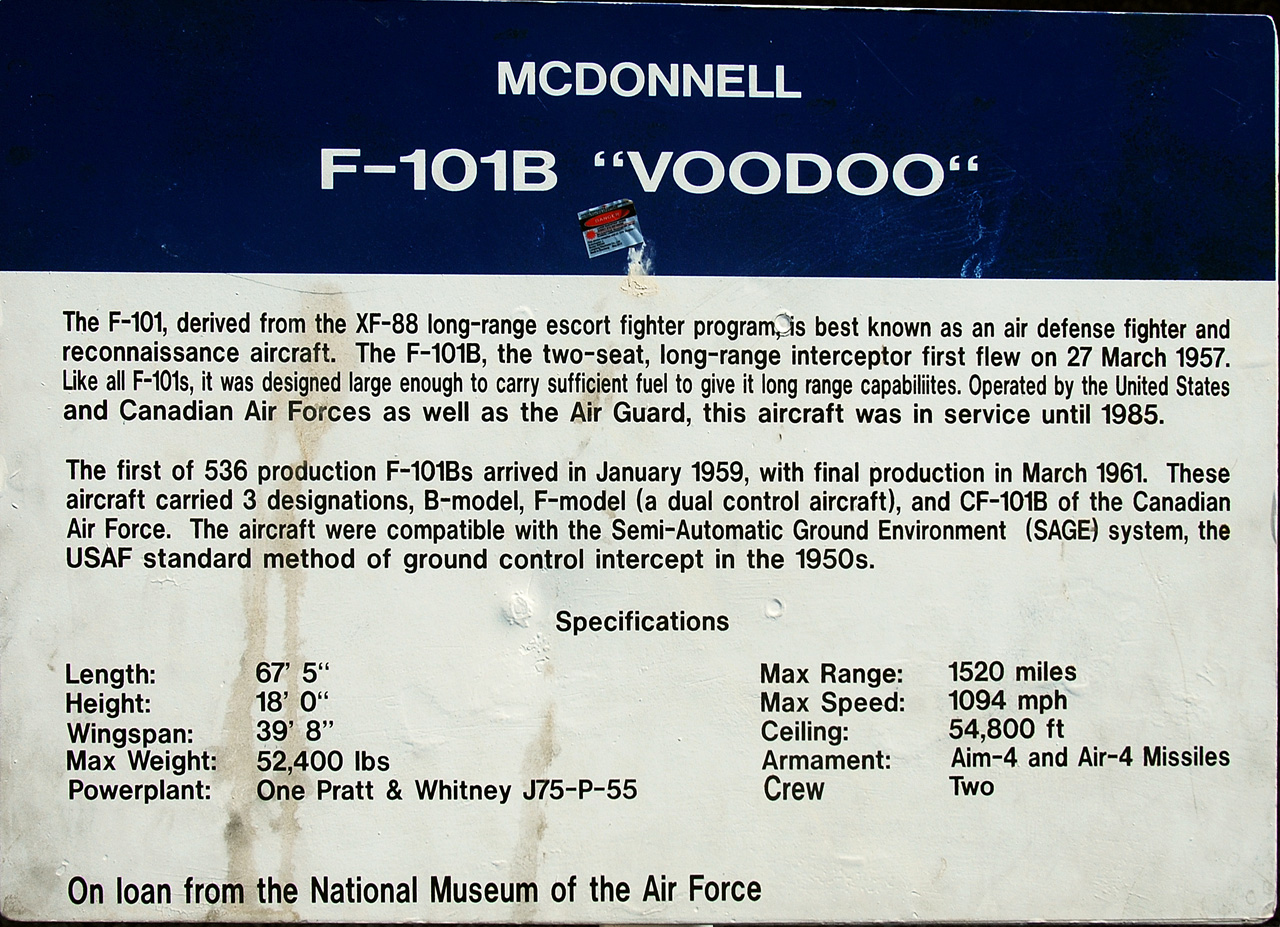 MCDONNELL
F-101B “VOODOO“
DANGER
The F-101, derived from the XF-88 long-range escort fighter program, is best known as an air defense fighter and
reconnaissance aircraft. The F-101B, the two-seat, long-range interceptor first flew on 27 March 1957.
Like all F-101s, it was designed large enough to carry sufficient fuel to give it long range capabiliites. Operated by the United States
and Canadian Air Forces as well as the Air Guard, this aircraft was in service until 1985.
The first of 536 production F-101Bs arrived in January 1959, with final production in March 1961. These
aircraft carried 3 designations, B-model, F-model (a dual control aircraft), and CF-101B of the Canadian
Air Force. The aircraft were compatible with the Semi-Automatic Ground Environment (SAGE) system, the
USAF standard method of ground control intercept in the 1950s.
Specifications
Length: 67’ 5“
Height: 18’ 0“
Wingspan: 39’ 8”
Max Weight: 52,400 lbs
Powerplant: One Pratt & Whitney J75-P-55
Max Range: 1520 miles
Max Speed: 1094 mph
Ceiling: 54,800 ft
Armament: Aim-4 and Air-4 Missiles
Crew Two
On loan from the National Museum of the Air Force